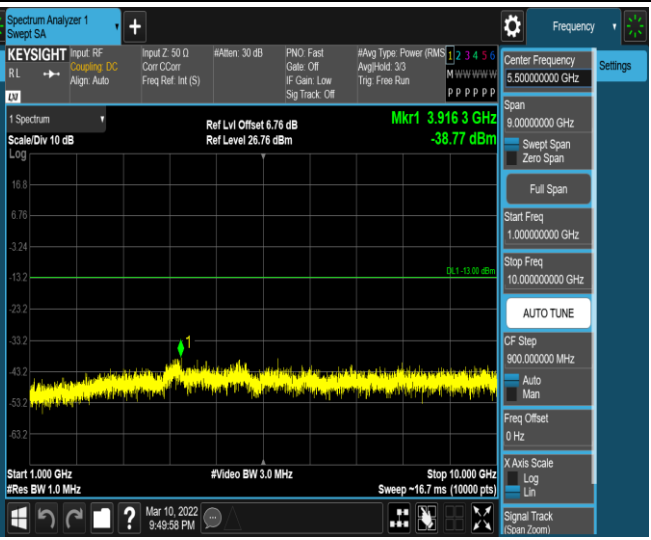 Spectrum Analyzer 1
Swept SA
+
Frequency
KEYSIGHT
RL
LXI
Input: RF
Coupling: DC
Align: Auto
Input Z: 50 Ω
Corr CCorr
Freq Ref: Int (S)
#Atten: 30 dB
PNO: Fast
Gate: Off
IF Gain: Low
Sig Track: Off
#Avg Type: Power (RMS
Avg|Hold: 3/3
Trig: Free Run
1 2 3 4 5 6
M W W W W W
P P P P P P
1 Spectrum
Scale/Div 10 dB
Log
Ref Lvl Offset 6.76 dB
Ref Level 26.76 dBm
Mkr1 3.916 3 GHz
-38.77 dBm
16.8
6.76
-3.24
-13.2
-23.2
-33.2
-43.2
-53.2
-63.2
DL1 -13.00 dBm
1
Start 1.000 GHz
#Res BW 1.0 MHz
#Video BW 3.0 MHz
Stop 10.000 GHz
Sweep ~16.7 ms (10000 pts)
?
Mar 10, 2022
9:49:58 PM
Center Frequency
5.500000000 GHz
Span
9.00000000 GHz
Swept Span
Zero Span
Full Span
Start Freq
1.000000000 GHz
Stop Freq
10.000000000 GHz
AUTO TUNE
CF Step
900.000000 MHz
Auto
Man
Freq Offset
0 Hz
X Axis Scale
Log
Lin
Signal Track
(Span Zoom)
Settings